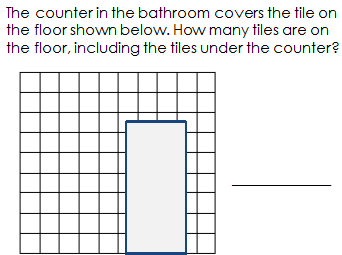 The counter in the bathroom covers the tile on
the floor shown below. How many tiles are on
the floor, including the tiles under the counter?